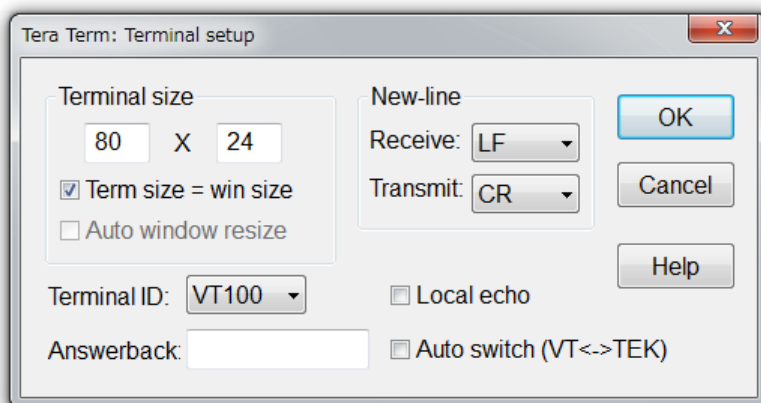 Tera Term: Terminal setup
Terminal size
80 X 24
Term size = win size
Auto window resize
New-line
Receive: LF
Transmit: CR
OK
Cancel
Help
Terminal ID: VT100
Local echo
Answerback:
Auto switch (VT<->TEK)